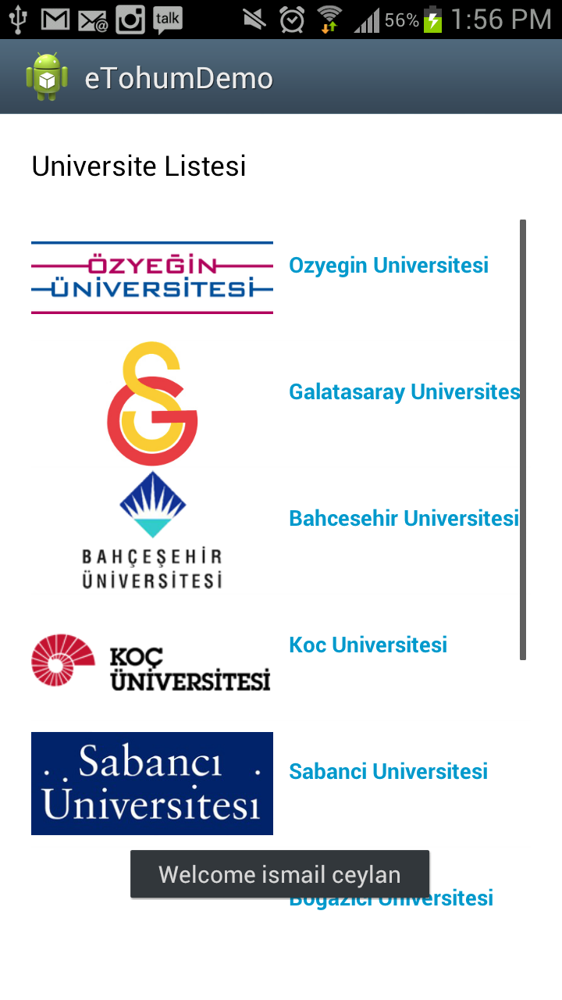 talk 56% 1:56 PM
eTohumDemo
Universite Listesi
ÖZYEĞİN
ÜNİVERSİTESİ
Ozyegin Universitesi
Galatasaray Universites
BAHÇEŞEHİR
ÜNİVERSİTESİ
Bahcesehir Universitesi
KOÇ
ÜNİVERSİTESİ
Koc Universitesi
Sabancı
Üniversitesi
Sabanci Universitesi
Welcome ismail ceylan
Bogazici Universitesi